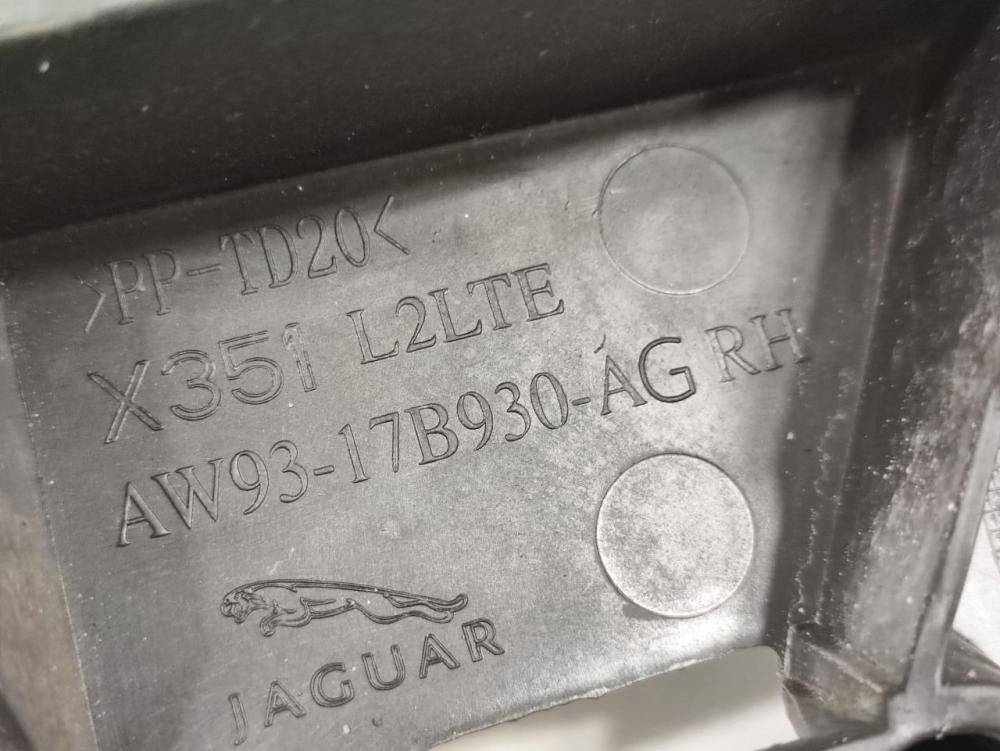 >PP-TD20<
X351 L2LTE
AW93-17B930-AG RH
JAGUAR